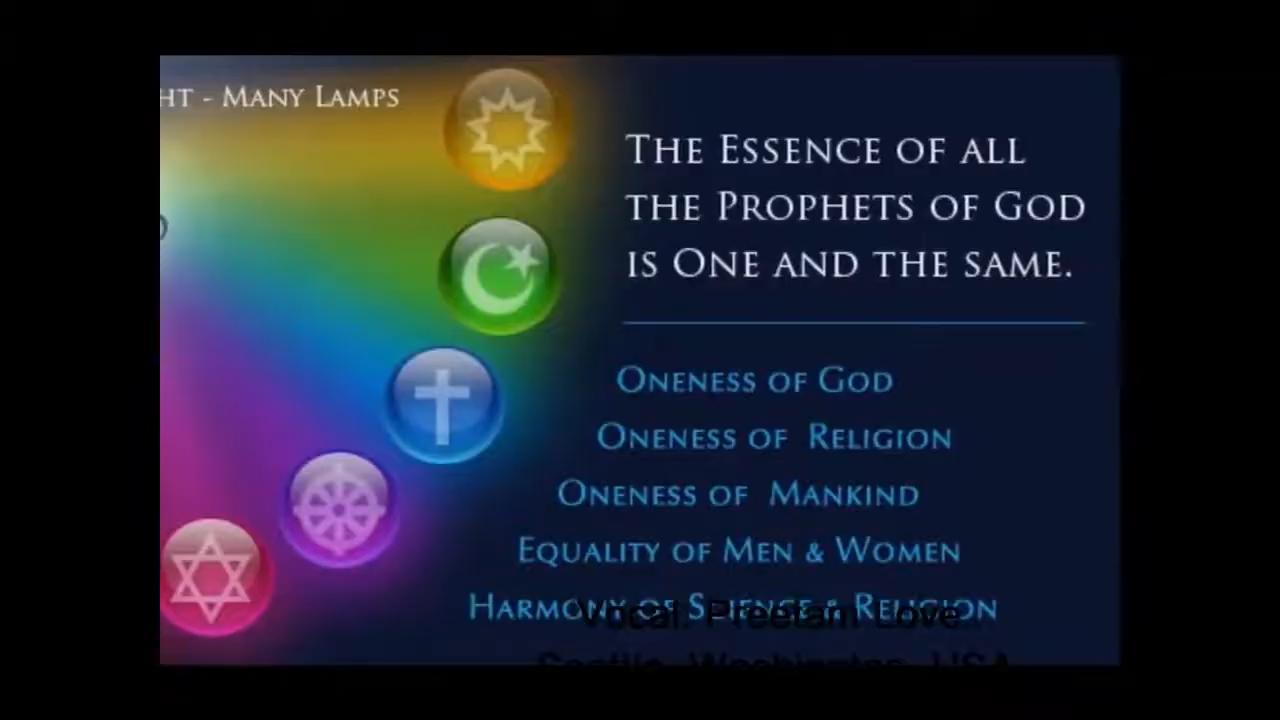 HT - MANY LAMPS
THE ESSENCE OF ALL
THE PROPHETS OF GOD
IS ONE AND THE SAME.
ONENESS OF GOD
ONENESS OF RELIGION
ONENESS OF MANKIND
EQUALITY OF MEN & WOMEN
HARMONY OF SCIENCE & RELIGION
Vocal: Preetam Love
Seattle, Washington, USA